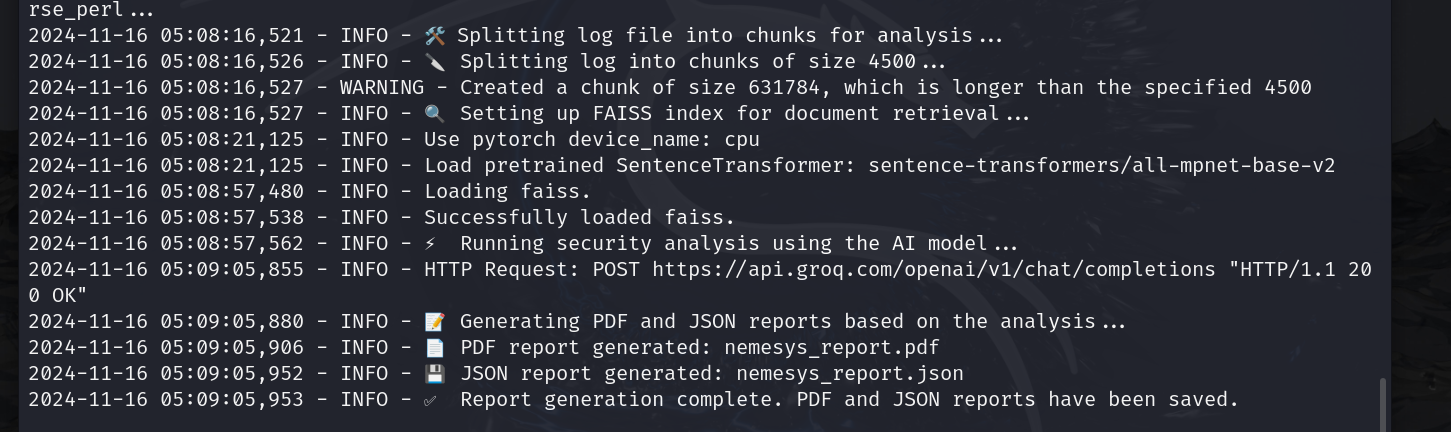 rse_perl...
2024-11-16 05:08:16,521 - INFO - 🛠️ Splitting log file into chunks for analysis...
2024-11-16 05:08:16,526 - INFO - 🔪 Splitting log into chunks of size 4500...
2024-11-16 05:08:16,527 - WARNING - Created a chunk of size 631784, which is longer than the specified 4500
2024-11-16 05:08:16,527 - INFO - 🔍 Setting up FAISS index for document retrieval...
2024-11-16 05:08:21,125 - INFO - Use pytorch device_name: cpu
2024-11-16 05:08:21,125 - INFO - Load pretrained SentenceTransformer: sentence-transformers/all-mpnet-base-v2
2024-11-16 05:08:57,480 - INFO - Loading faiss.
2024-11-16 05:08:57,538 - INFO - Successfully loaded faiss.
2024-11-16 05:08:57,562 - INFO - ⚡ Running security analysis using the AI model...
2024-11-16 05:09:05,855 - INFO - HTTP Request: POST https://api.groq.com/openai/v1/chat/completions "HTTP/1.1 20
0 OK"
2024-11-16 05:09:05,880 - INFO - 📝 Generating PDF and JSON reports based on the analysis...
2024-11-16 05:09:05,906 - INFO - 📄 PDF report generated: nemesys_report.pdf
2024-11-16 05:09:05,952 - INFO - 💾 JSON report generated: nemesys_report.json
2024-11-16 05:09:05,953 - INFO - ✅ Report generation complete. PDF and JSON reports have been saved.